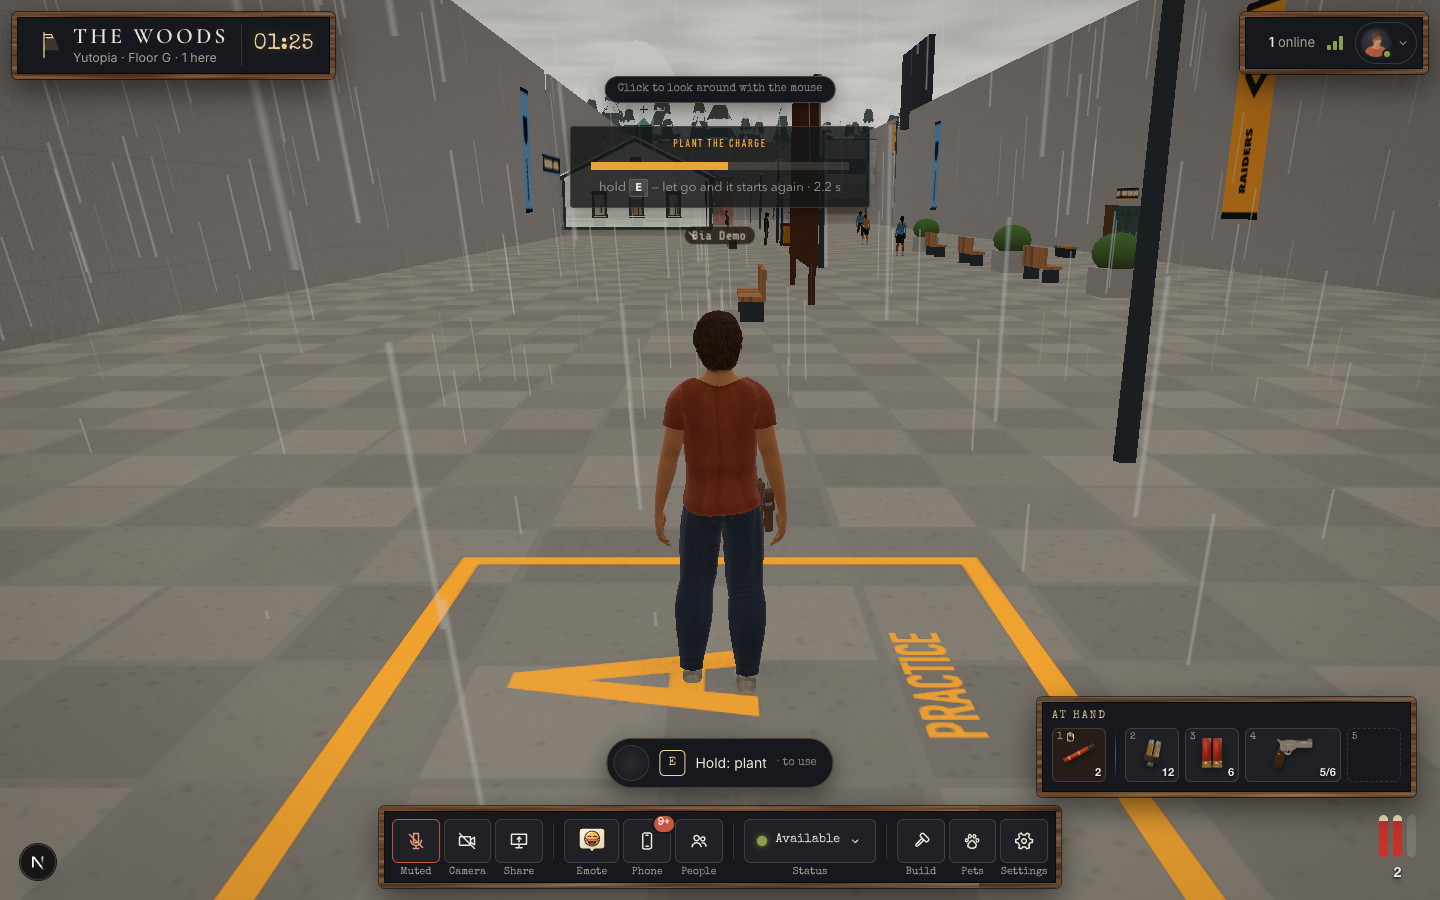 THE WOODS
Yutopia · Floor G · 1 here
01:25
1 online
Click to look around with the mouse
PLANT THE CHARGE
hold E — let go and it starts again · 2.2 s
Bia Demo
RAIDERS
A
PRACTICE
E Hold: plant · to use
AT HAND
1 2 3 4 5
2 12 6 5/6
9+
Available
Muted Camera Share Emote Phone People Status Build Pets Settings
N
2